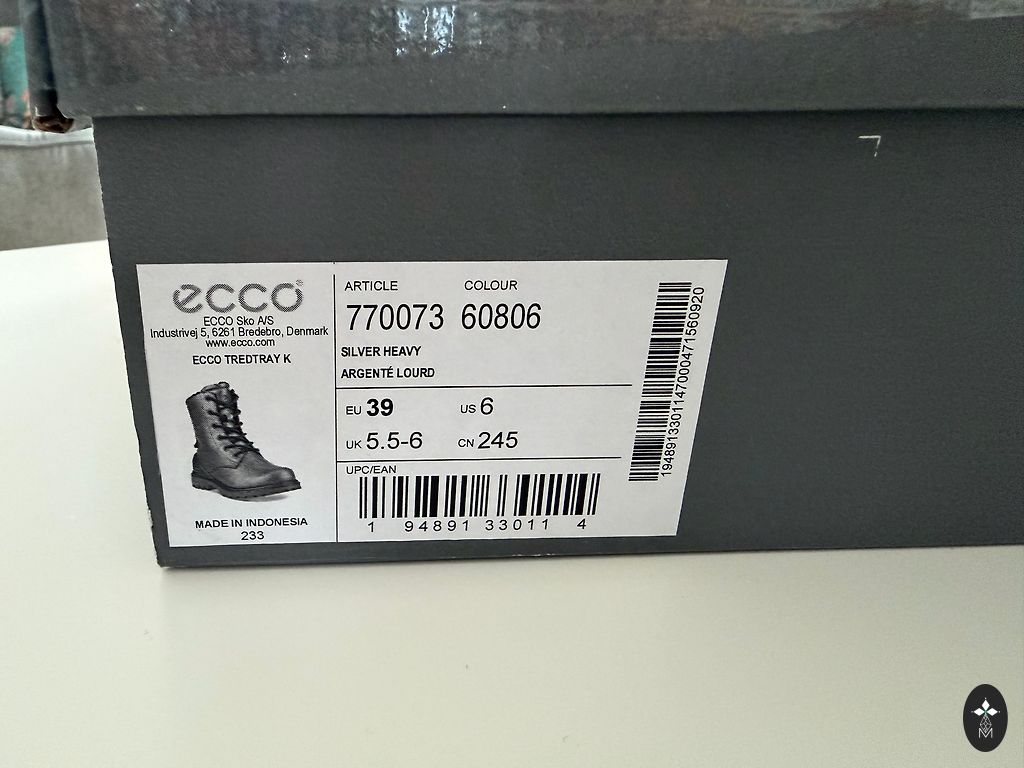 ecco
ECCO Sko A/S
Industrivej 5, 6261 Bredebro, Denmark
www.ecco.com
ECCO TREDTRAY K
MADE IN INDONESIA
233
ARTICLE COLOUR
770073 60806
SILVER HEAVY
ARGENTÉ LOURD
EU 39 US 6
UK 5.5-6 CN 245
UPC/EAN
1 94891 33011 4
1948913301147000471560920
M